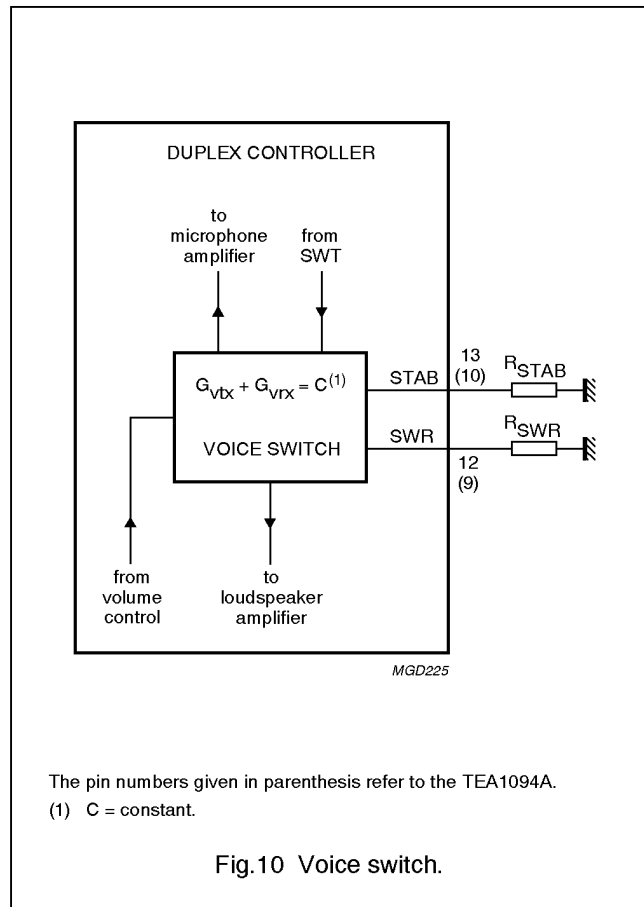 DUPLEX CONTROLLER
to
microphone
amplifier
from
SWT
G_vtx + G_vrx = C^(1)
VOICE SWITCH
STAB
13
(10)
R_STAB
SWR
12
(9)
R_SWR
from
volume
control
to
loudspeaker
amplifier
MGD225
The pin numbers given in parenthesis refer to the TEA1094A.
(1) C = constant.
Fig.10 Voice switch.